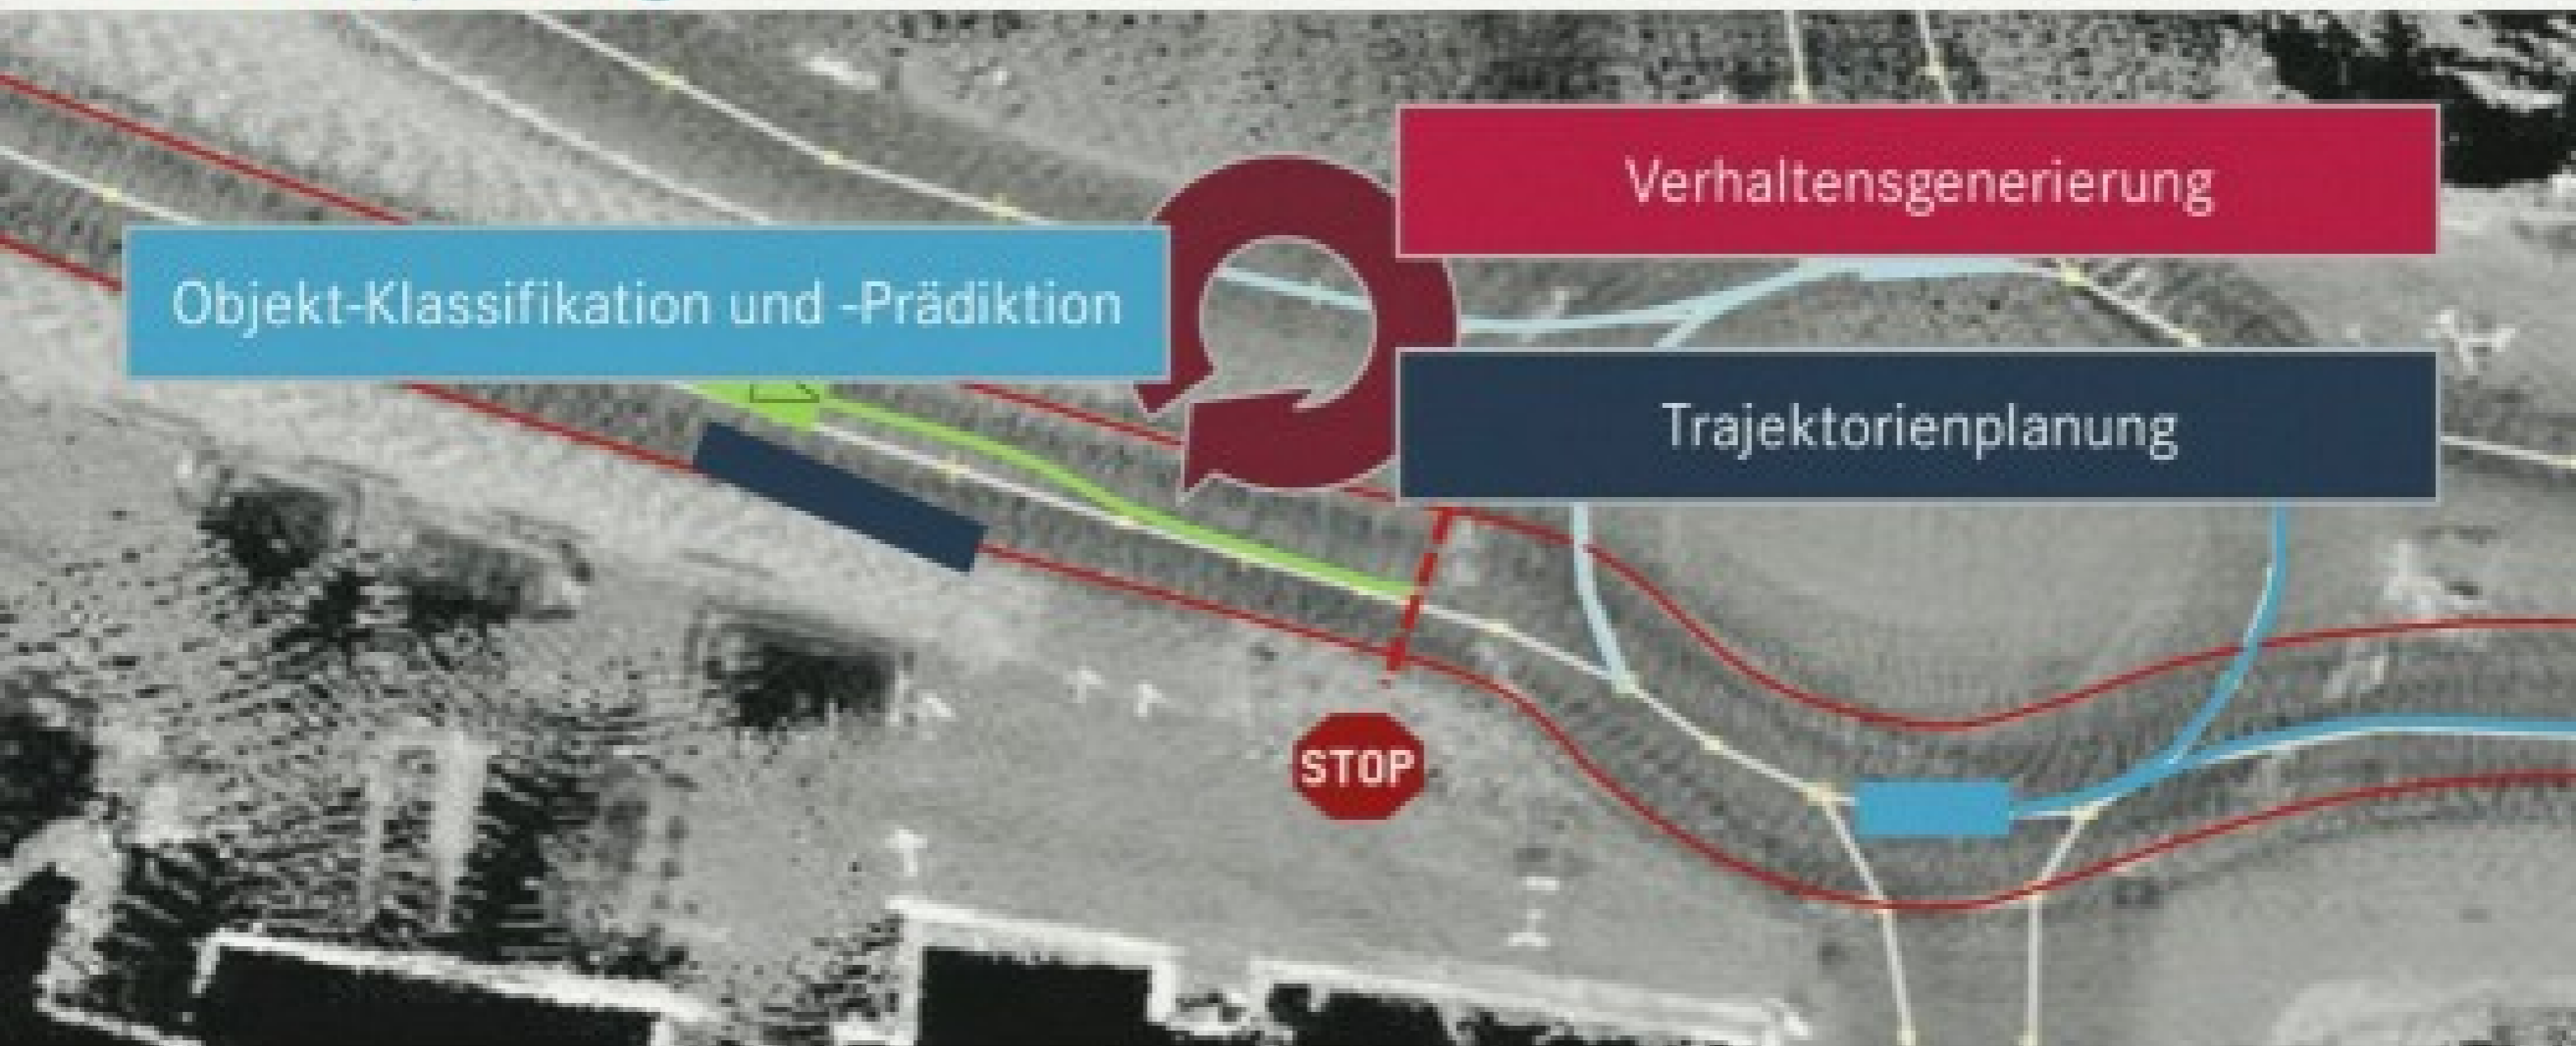 Verhaltensgenerierung
Objekt-Klassifikation und -Prädiktion
Trajektorienplanung
STOP